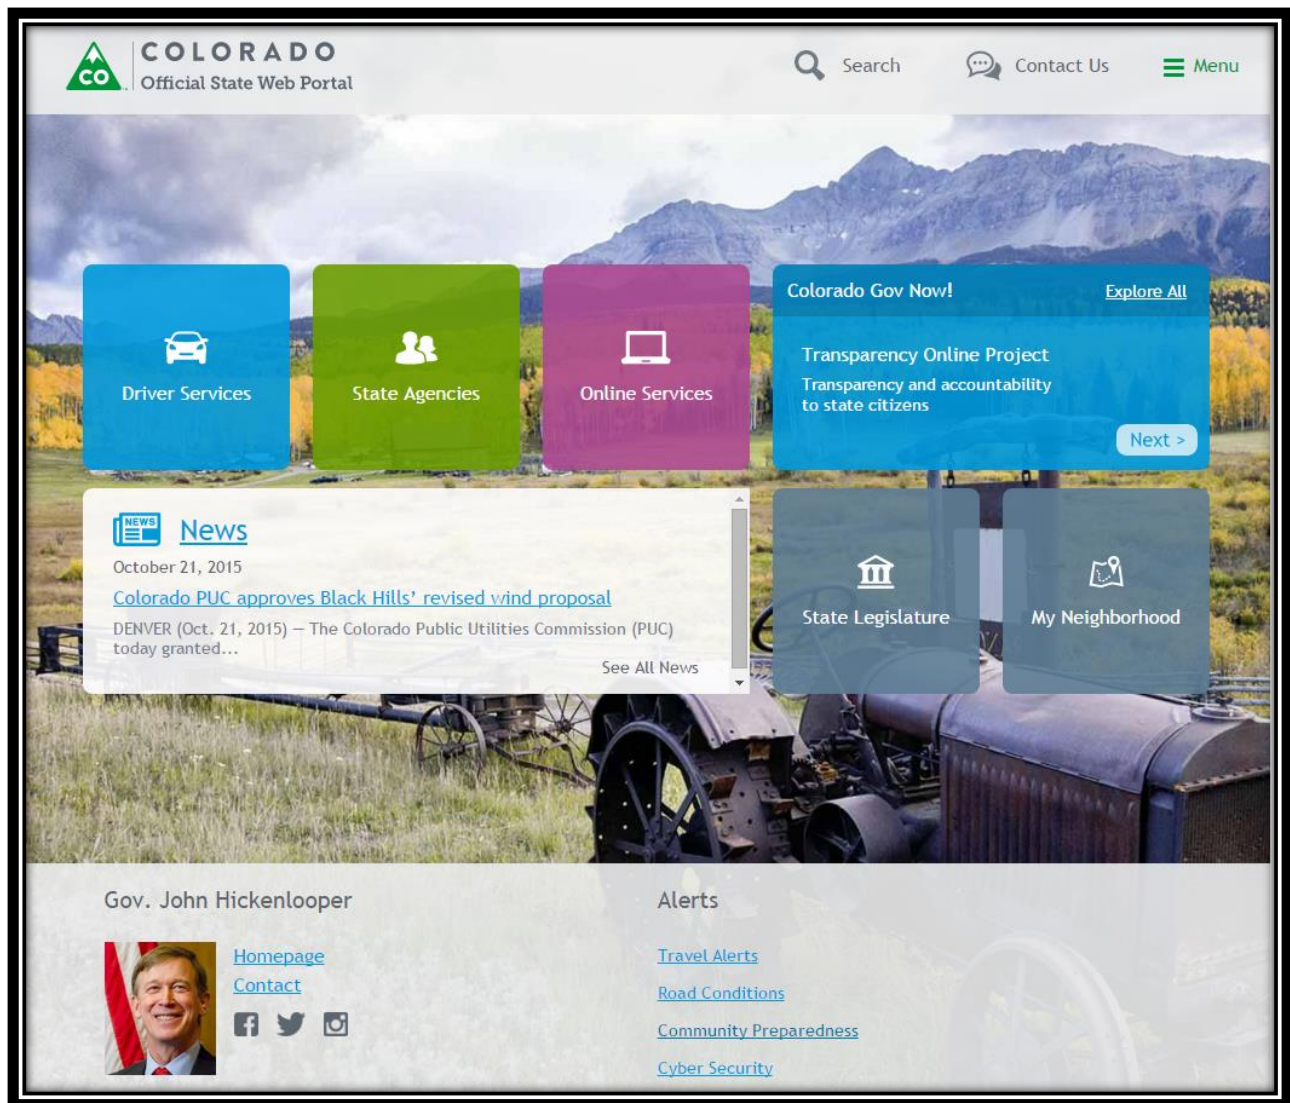 COLORADO
Official State Web Portal
CO
Search
Contact Us
Menu
Driver Services
State Agencies
Online Services
Colorado Gov Now!
Explore All
Transparency Online Project
Transparency and accountability
to state citizens
Next >
NEWS
News
October 21, 2015
Colorado PUC approves Black Hills’ revised wind proposal
DENVER (Oct. 21, 2015) — The Colorado Public Utilities Commission (PUC)
today granted...
See All News
State Legislature
My Neighborhood
Gov. John Hickenlooper
Homepage
Contact
Alerts
Travel Alerts
Road Conditions
Community Preparedness
Cyber Security